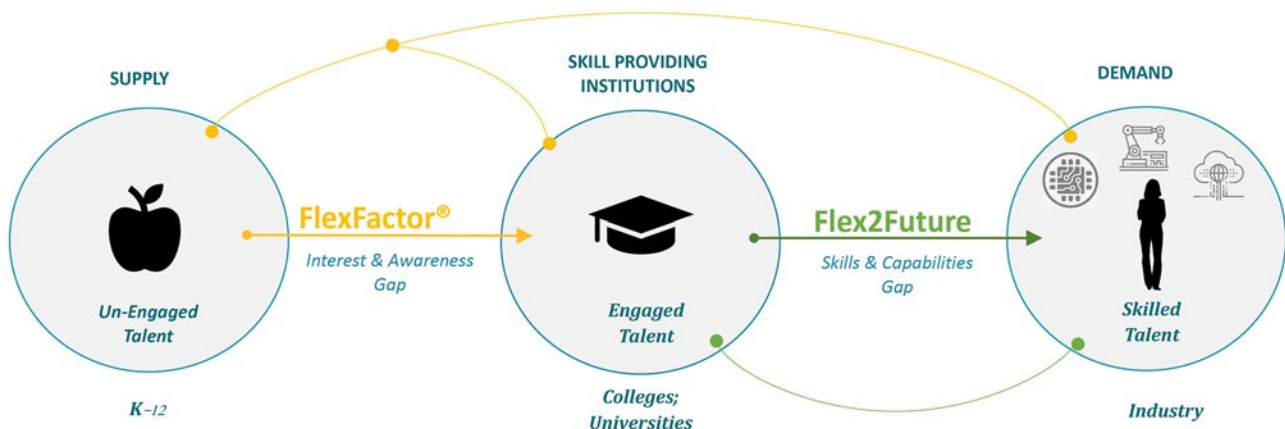 SUPPLY
SKILL PROVIDING
INSTITUTIONS
DEMAND
FlexFactor®
Interest & Awareness
Gap
Flex2Future
Skills & Capabilities
Gap
Un-Engaged
Talent
Engaged
Talent
Skilled
Talent
K-12
Colleges;
Universities
Industry